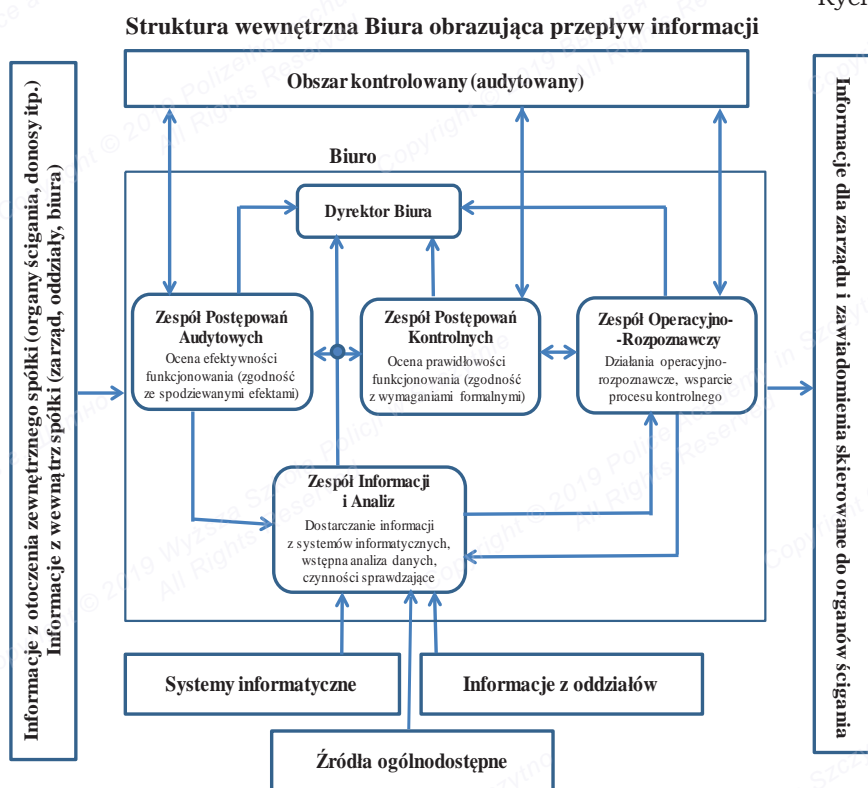 Struktura wewnętrzna Biura obrazująca przepływ informacji
Informacje z otoczenia zewnętrznego spółki (organy ścigania, donosy itp.)
Informacje z wewnątrz spółki (zarząd, oddziały, biura)
Obszar kontrolowany (audytowany)
Biuro
Dyrektor Biura
Zespół Postępowań
Audytowych
Ocena efektywności
funkcjonowania (zgodność
ze spodziewanymi efektami)
Zespół Postępowań
Kontrolnych
Ocena prawidłowości
funkcjonowania (zgodność
z wymaganiami formalnymi)
Zespół Operacyjno-
-Rozpoznawczy
Działania operacyjno-
rozpoznawcze, wsparcie
procesu kontrolnego
Zespół Informacji
i Analiz
Dostarczanie informacji
z systemów informatycznych,
wstępna analiza danych,
czynności sprawdzające
Systemy informatyczne
Informacje z oddziałów
Źródła ogólnodostępne
Informacje dla zarządu i zawiadomienia skierowane do organów ścigania